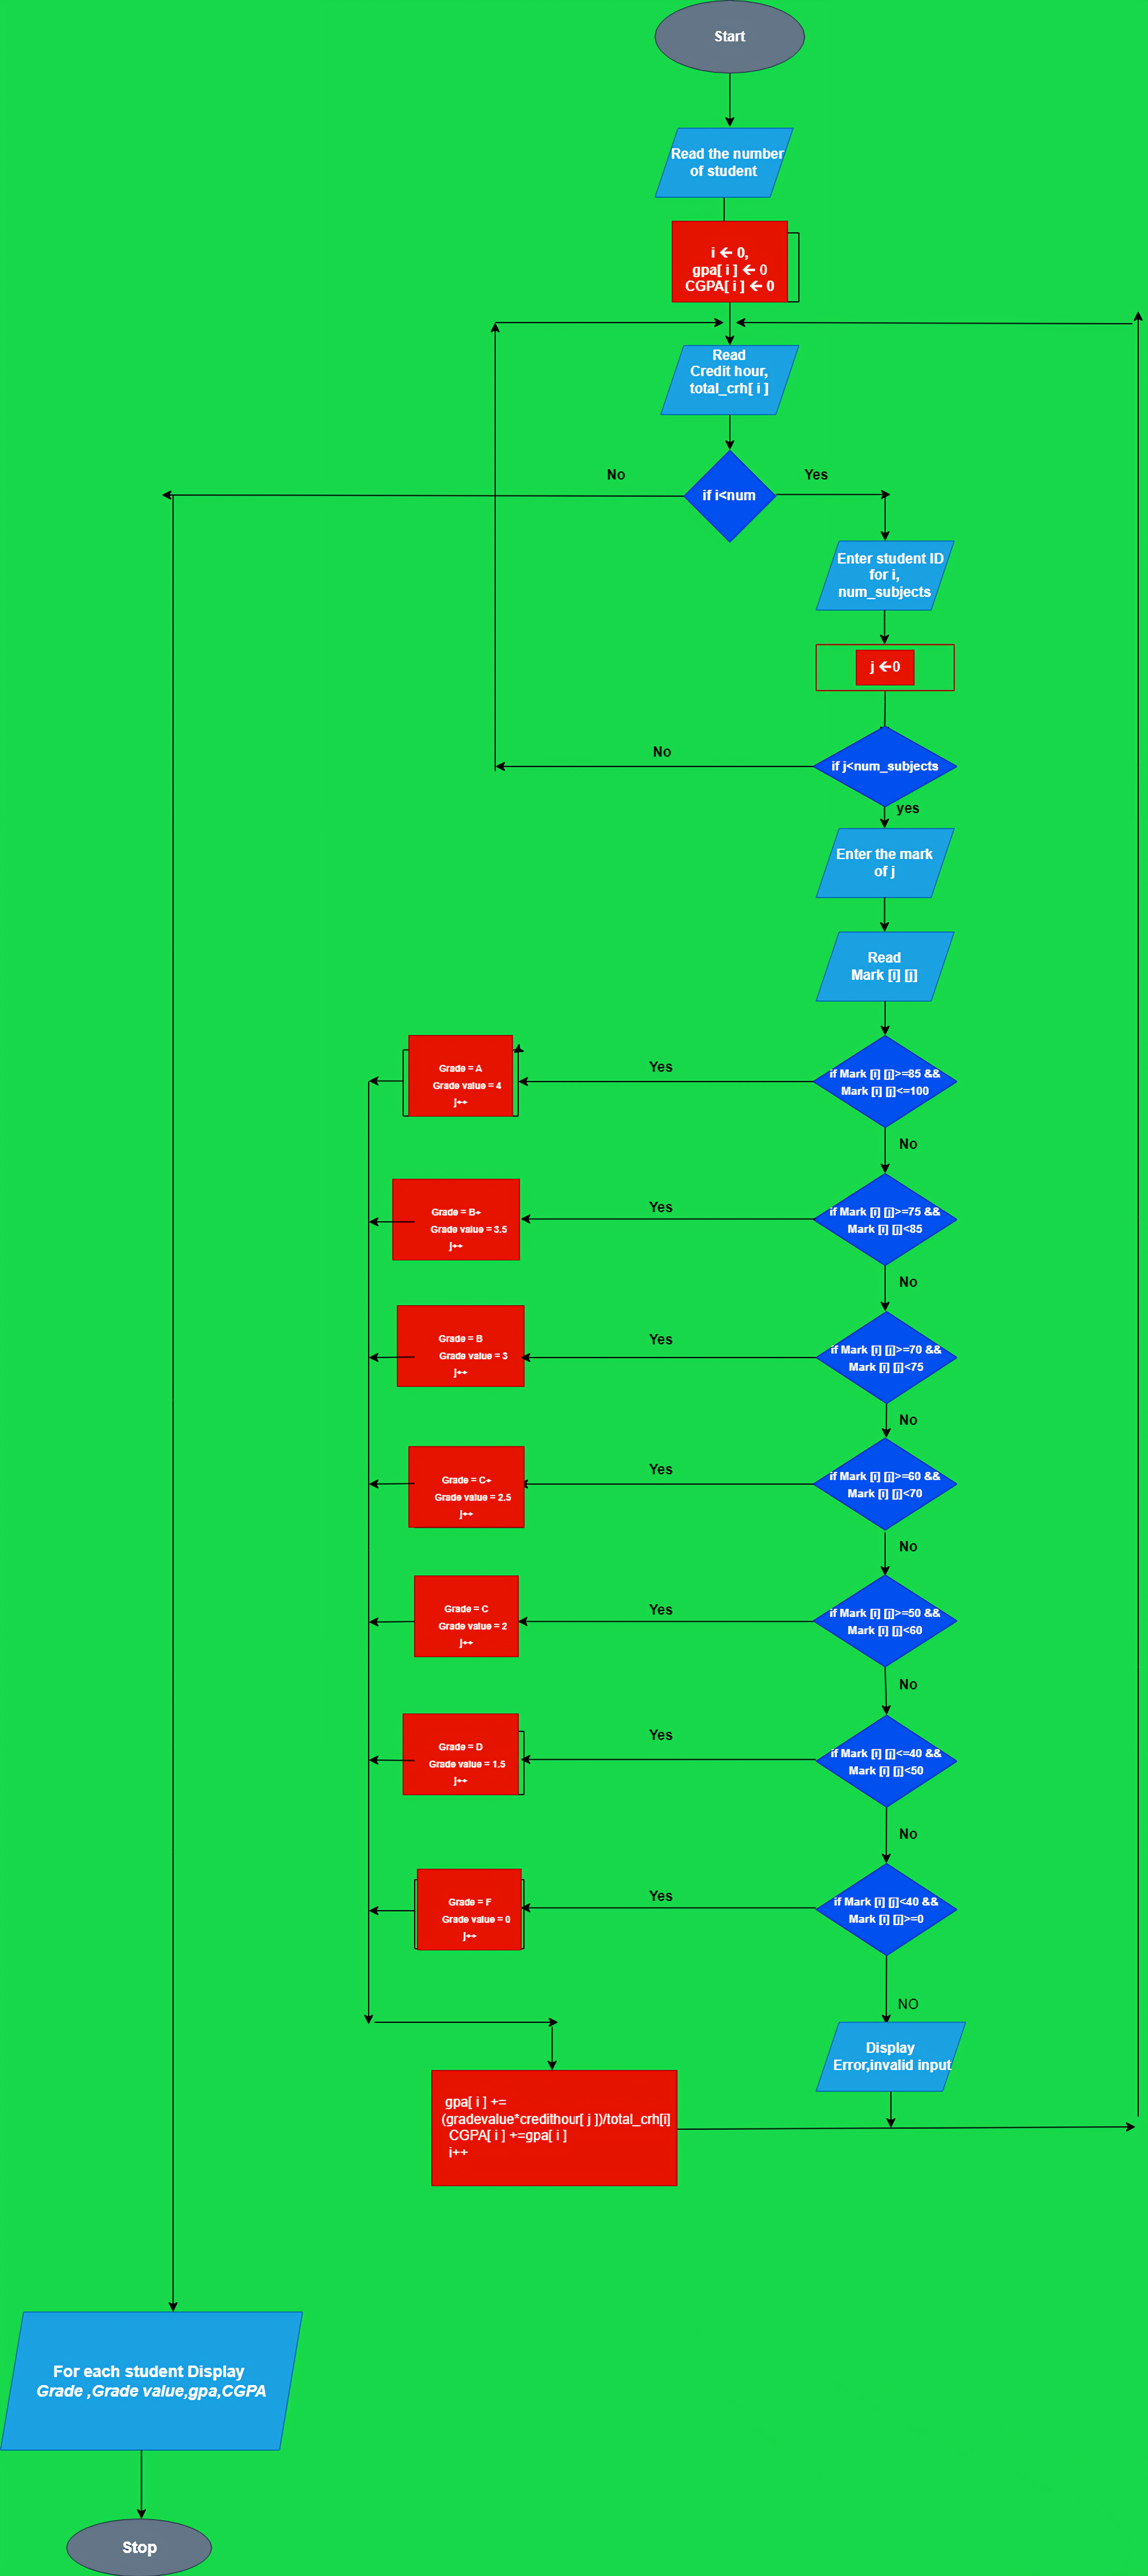 Start
Read the number
of student
i ← 0,
gpa[ i ] ← 0
CGPA[ i ] ← 0
Read
Credit hour,
total_crh[ i ]
No
Yes
if i<num
Enter student ID
for i,
num_subjects
j ←0
No
if j<num_subjects
yes
Enter the mark
of j
Read
Mark [i] [j]
Grade = A
Grade value = 4
j++
Yes
if Mark [i] [j]>=85 &&
Mark [i] [j]<=100
No
Grade = B+
Grade value = 3.5
j++
Yes
if Mark [i] [j]>=75 &&
Mark [i] [j]<85
No
Grade = B
Grade value = 3
j++
Yes
if Mark [i] [j]>=70 &&
Mark [i] [j]<75
No
Grade = C+
Grade value = 2.5
j++
Yes
if Mark [i] [j]>=60 &&
Mark [i] [j]<70
No
Grade = C
Grade value = 2
j++
Yes
if Mark [i] [j]>=50 &&
Mark [i] [j]<60
No
Grade = D
Grade value = 1.5
j++
Yes
if Mark [i] [j]<=40 &&
Mark [i] [j]<50
No
Grade = F
Grade value = 0
j++
Yes
if Mark [i] [j]<40 &&
Mark [i] [j]>=0
NO
Display
Error,invalid input
gpa[ i ] +=
(gradevalue*credithour[ j ])/total_crh[i]
CGPA[ i ] +=gpa[ i ]
i++
For each student Display
Grade ,Grade value,gpa,CGPA
Stop